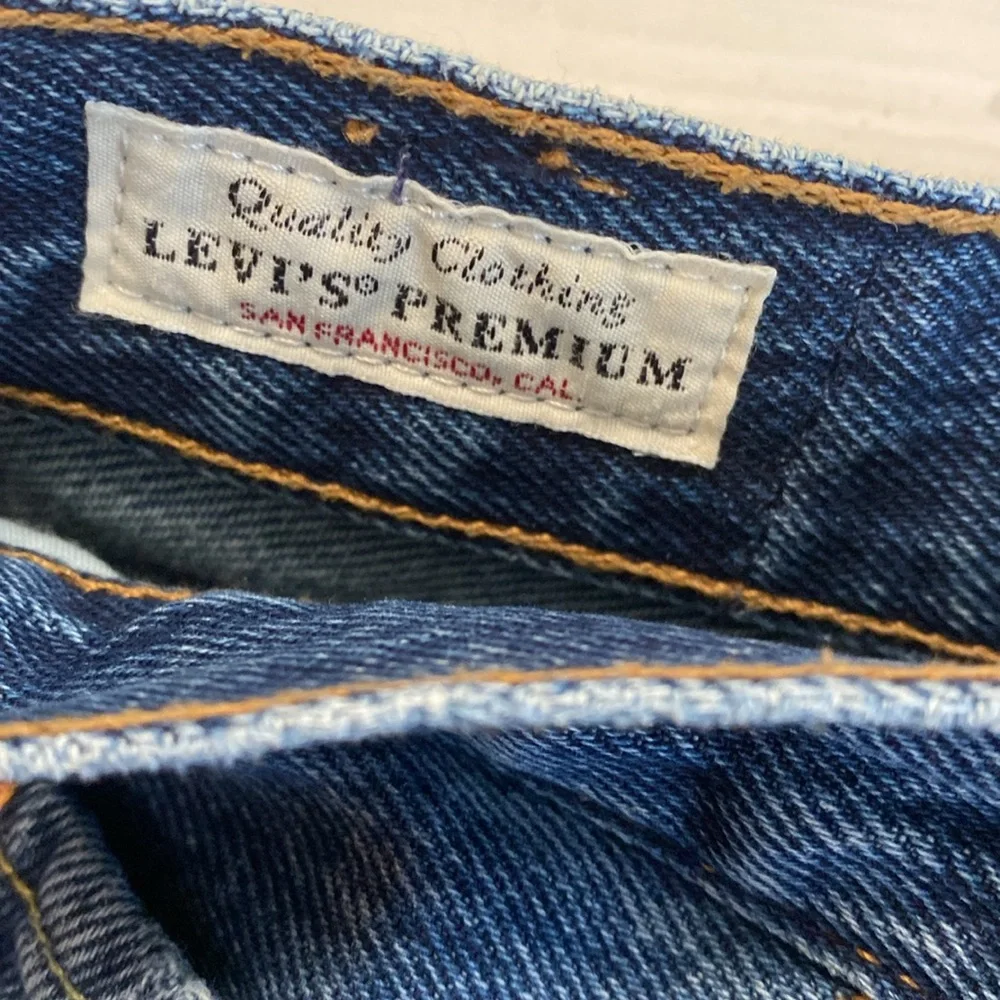 Quality Clothing
LEVI'S® PREMIUM
SAN FRANCISCO, CAL.